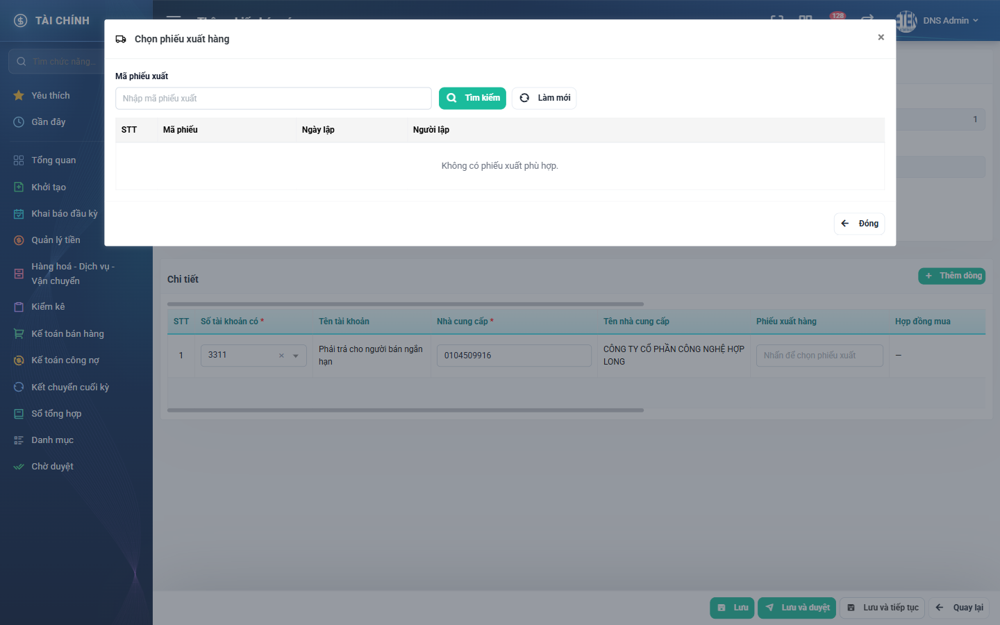 TÀI CHÍNH
128
DNS Admin
Chọn phiếu xuất hàng
×
Tìm chức năng...
Mã phiếu xuất
Nhập mã phiếu xuất
Tìm kiếm
Làm mới
Yêu thích
Gần đây
1
STT
Mã phiếu
Ngày lập
Người lập
Không có phiếu xuất phù hợp.
Tổng quan
Khởi tạo
Khai báo đầu kỳ
Quản lý tiền
Đóng
Hàng hoá - Dịch vụ -
Vận chuyển
Kiểm kê
Kế toán bán hàng
Kế toán công nợ
Kết chuyển cuối kỳ
Sổ tổng hợp
Danh mục
Chờ duyệt
Chi tiết
+ Thêm dòng
STT
Số tài khoản có *
Tên tài khoản
Nhà cung cấp *
Tên nhà cung cấp
Phiếu xuất hàng
Hợp đồng mua
1
3311
×
Phải trả cho người bán ngắn
hạn
0104509916
CÔNG TY CỔ PHẦN CÔNG NGHỆ HỢP
LONG
Nhấn để chọn phiếu xuất
—
Lưu
Lưu và duyệt
Lưu và tiếp tục
Quay lại